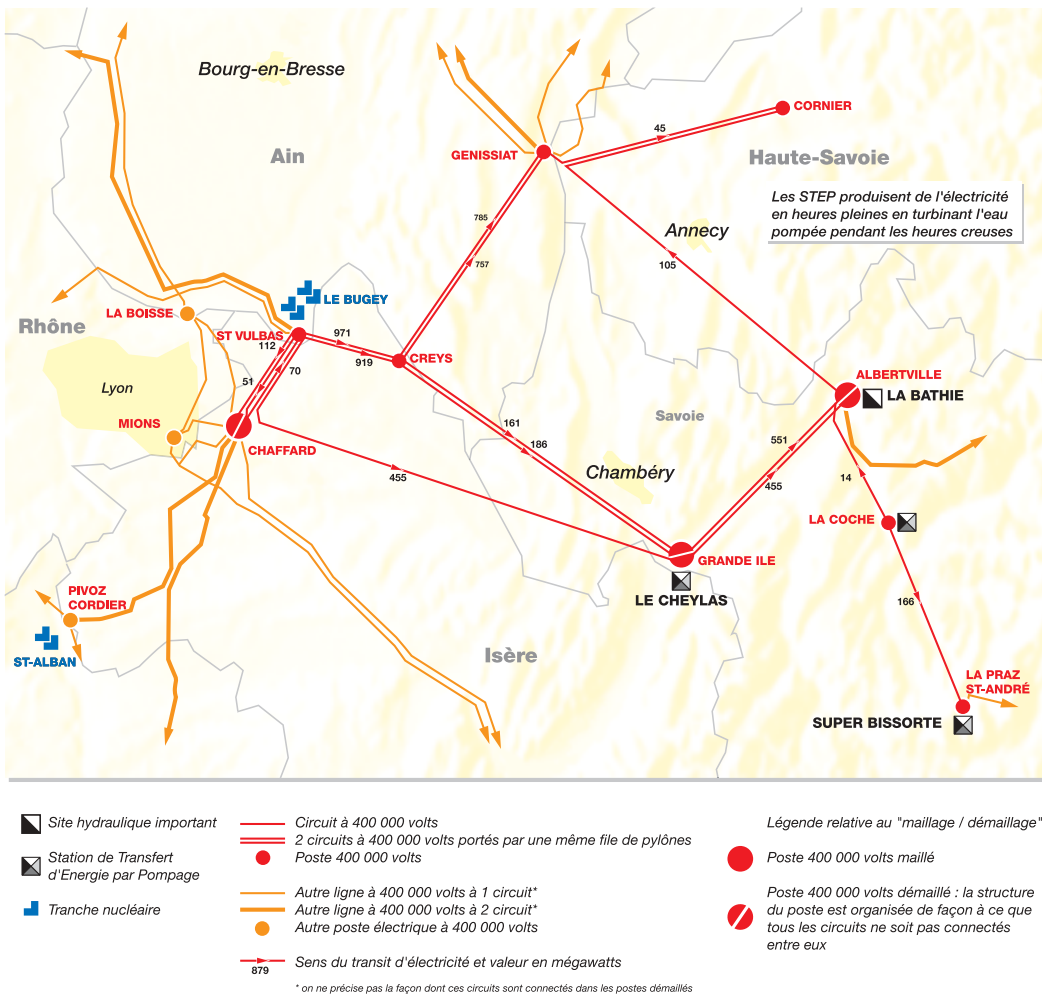 Bourg-en-Bresse
CORNIER
45
Ain
GENISSIAT
Haute-Savoie
Les STEP produisent de l'électricité
en heures pleines en turbinant l'eau
pompée pendant les heures creuses
785
Annecy
757
105
LE BUGEY
LA BOISSE
Rhône
ST VULBAS
971
112
919
CREYS
70
51
ALBERTVILLE
Lyon
LA BATHIE
Savoie
MIONS
161
CHAFFARD
186
551
Chambéry
455
455
14
LA COCHE
GRANDE ILE
PIVOZ
CORDIER
LE CHEYLAS
166
ST-ALBAN
Isère
LA PRAZ
ST-ANDRÉ
SUPER BISSORTE
Site hydraulique important
Station de Transfert
d'Energie par Pompage
Tranche nucléaire
Circuit à 400 000 volts
2 circuits à 400 000 volts portés par une même file de pylônes
Poste 400 000 volts
Autre ligne à 400 000 volts à 1 circuit*
Autre ligne à 400 000 volts à 2 circuit*
Autre poste électrique à 400 000 volts
Sens du transit d'électricité et valeur en mégawatts
879
* on ne précise pas la façon dont ces circuits sont connectés dans les postes démaillés
Légende relative au "maillage / démaillage"
Poste 400 000 volts maillé
Poste 400 000 volts démaillé : la structure
du poste est organisée de façon à ce que
tous les circuits ne soit pas connectés
entre eux